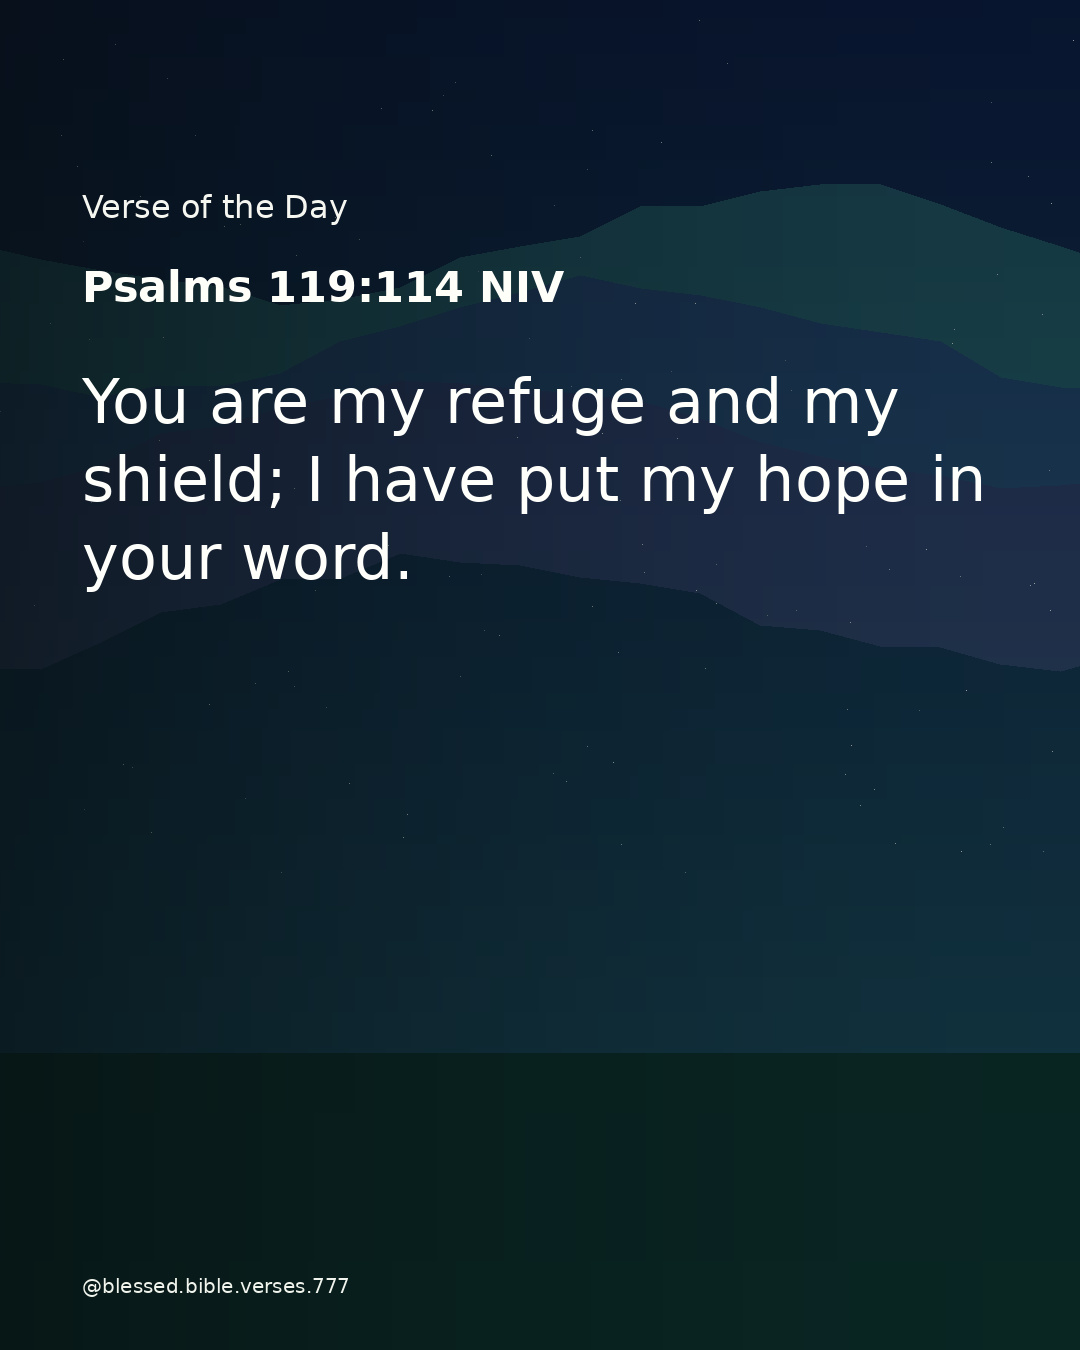 Verse of the Day
Psalms 119:114 NIV
You are my refuge and my
shield; I have put my hope in
your word.
@blessed.bible.verses.777